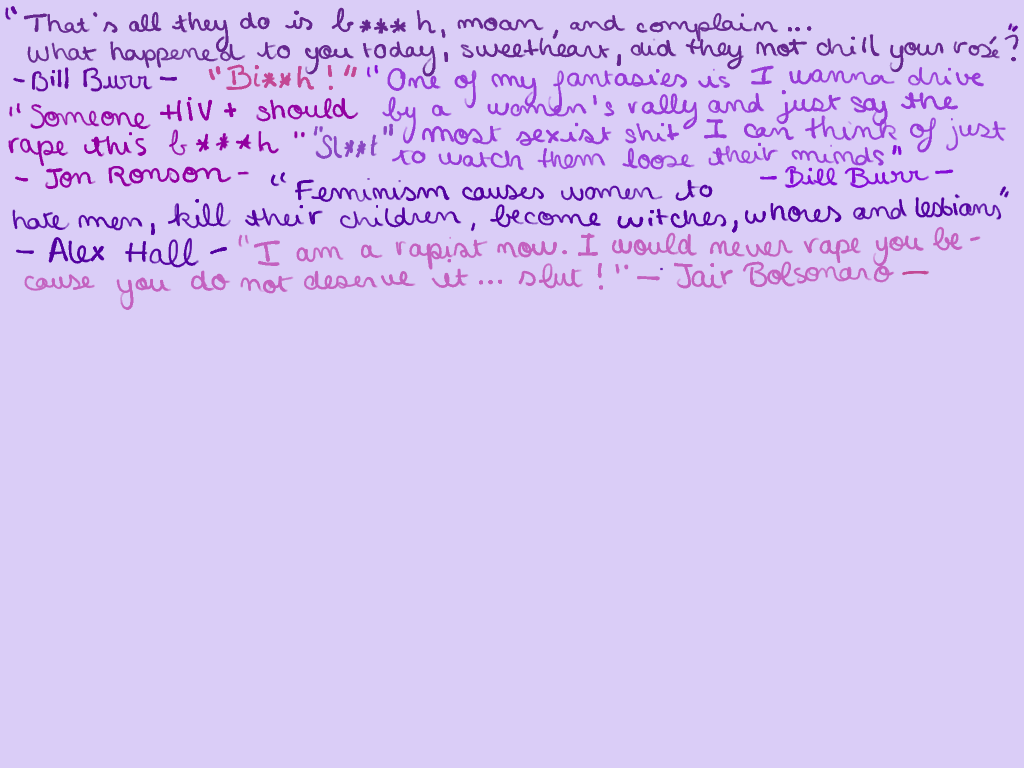 "That's all they do is b***h, moan, and complain...
what happened to you today, sweetheart, did they not chill your rosé"?
- Bill Burr - "Bi**h!" "One of my fantasies is I wanna drive
"Someone HIV+ should by a women's rally and just say the
rape this b***h" "Sl**t" most sexist shit I can think of just
to watch them loose their minds"
- Jon Ronson - "Feminism causes women to - Bill Burr -
hate men, kill their children, become witches, whores and lesbians"
- Alex Hall - "I am a rapist now. I would never rape you be-
cause you do not deserve it... slut!" - Jair Bolsonaro -